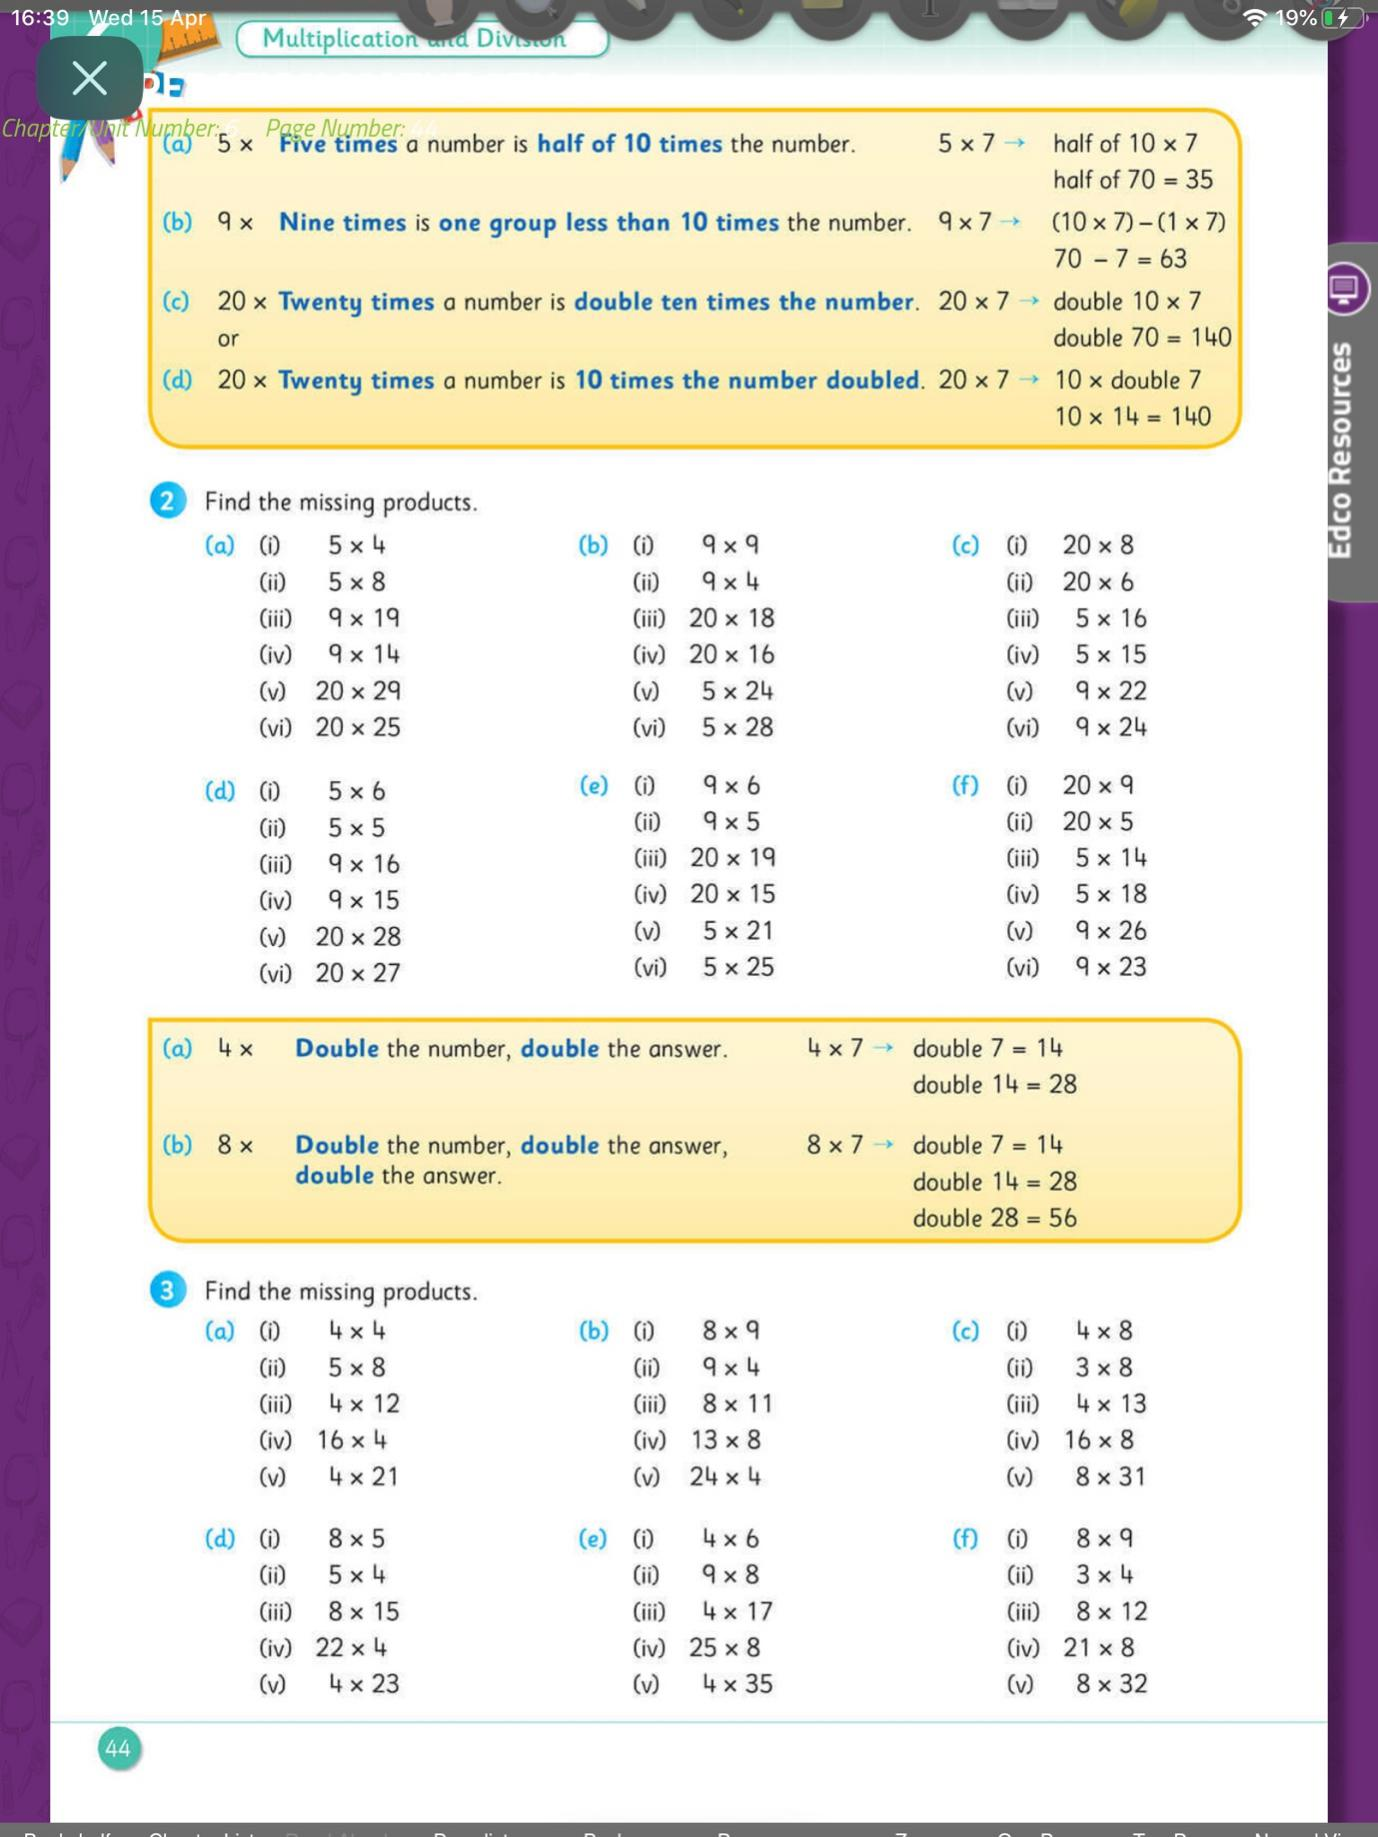 16:39 Wed 15 Apr
19%
Multiplication and Division
Chapter/Unit Number: 6 Page Number: 44
(a) 5 × Five times a number is half of 10 times the number. 5 × 7 → half of 10 × 7
half of 70 = 35
(b) 9 × Nine times is one group less than 10 times the number. 9 × 7 → (10 × 7) – (1 × 7)
70 – 7 = 63
(c) 20 × Twenty times a number is double ten times the number. 20 × 7 → double 10 × 7
or double 70 = 140
(d) 20 × Twenty times a number is 10 times the number doubled. 20 × 7 → 10 × double 7
10 × 14 = 140
Edco Resources
2 Find the missing products.
(a) (i) 5 × 4 (b) (i) 9 × 9 (c) (i) 20 × 8
(ii) 5 × 8 (ii) 9 × 4 (ii) 20 × 6
(iii) 9 × 19 (iii) 20 × 18 (iii) 5 × 16
(iv) 9 × 14 (iv) 20 × 16 (iv) 5 × 15
(v) 20 × 29 (v) 5 × 24 (v) 9 × 22
(vi) 20 × 25 (vi) 5 × 28 (vi) 9 × 24
(d) (i) 5 × 6 (e) (i) 9 × 6 (f) (i) 20 × 9
(ii) 5 × 5 (ii) 9 × 5 (ii) 20 × 5
(iii) 9 × 16 (iii) 20 × 19 (iii) 5 × 14
(iv) 9 × 15 (iv) 20 × 15 (iv) 5 × 18
(v) 20 × 28 (v) 5 × 21 (v) 9 × 26
(vi) 20 × 27 (vi) 5 × 25 (vi) 9 × 23
(a) 4 × Double the number, double the answer. 4 × 7 → double 7 = 14
double 14 = 28
(b) 8 × Double the number, double the answer, 8 × 7 → double 7 = 14
double the answer. double 14 = 28
double 28 = 56
3 Find the missing products.
(a) (i) 4 × 4 (b) (i) 8 × 9 (c) (i) 4 × 8
(ii) 5 × 8 (ii) 9 × 4 (ii) 3 × 8
(iii) 4 × 12 (iii) 8 × 11 (iii) 4 × 13
(iv) 16 × 4 (iv) 13 × 8 (iv) 16 × 8
(v) 4 × 21 (v) 24 × 4 (v) 8 × 31
(d) (i) 8 × 5 (e) (i) 4 × 6 (f) (i) 8 × 9
(ii) 5 × 4 (ii) 9 × 8 (ii) 3 × 4
(iii) 8 × 15 (iii) 4 × 17 (iii) 8 × 12
(iv) 22 × 4 (iv) 25 × 8 (iv) 21 × 8
(v) 4 × 23 (v) 4 × 35 (v) 8 × 32
44